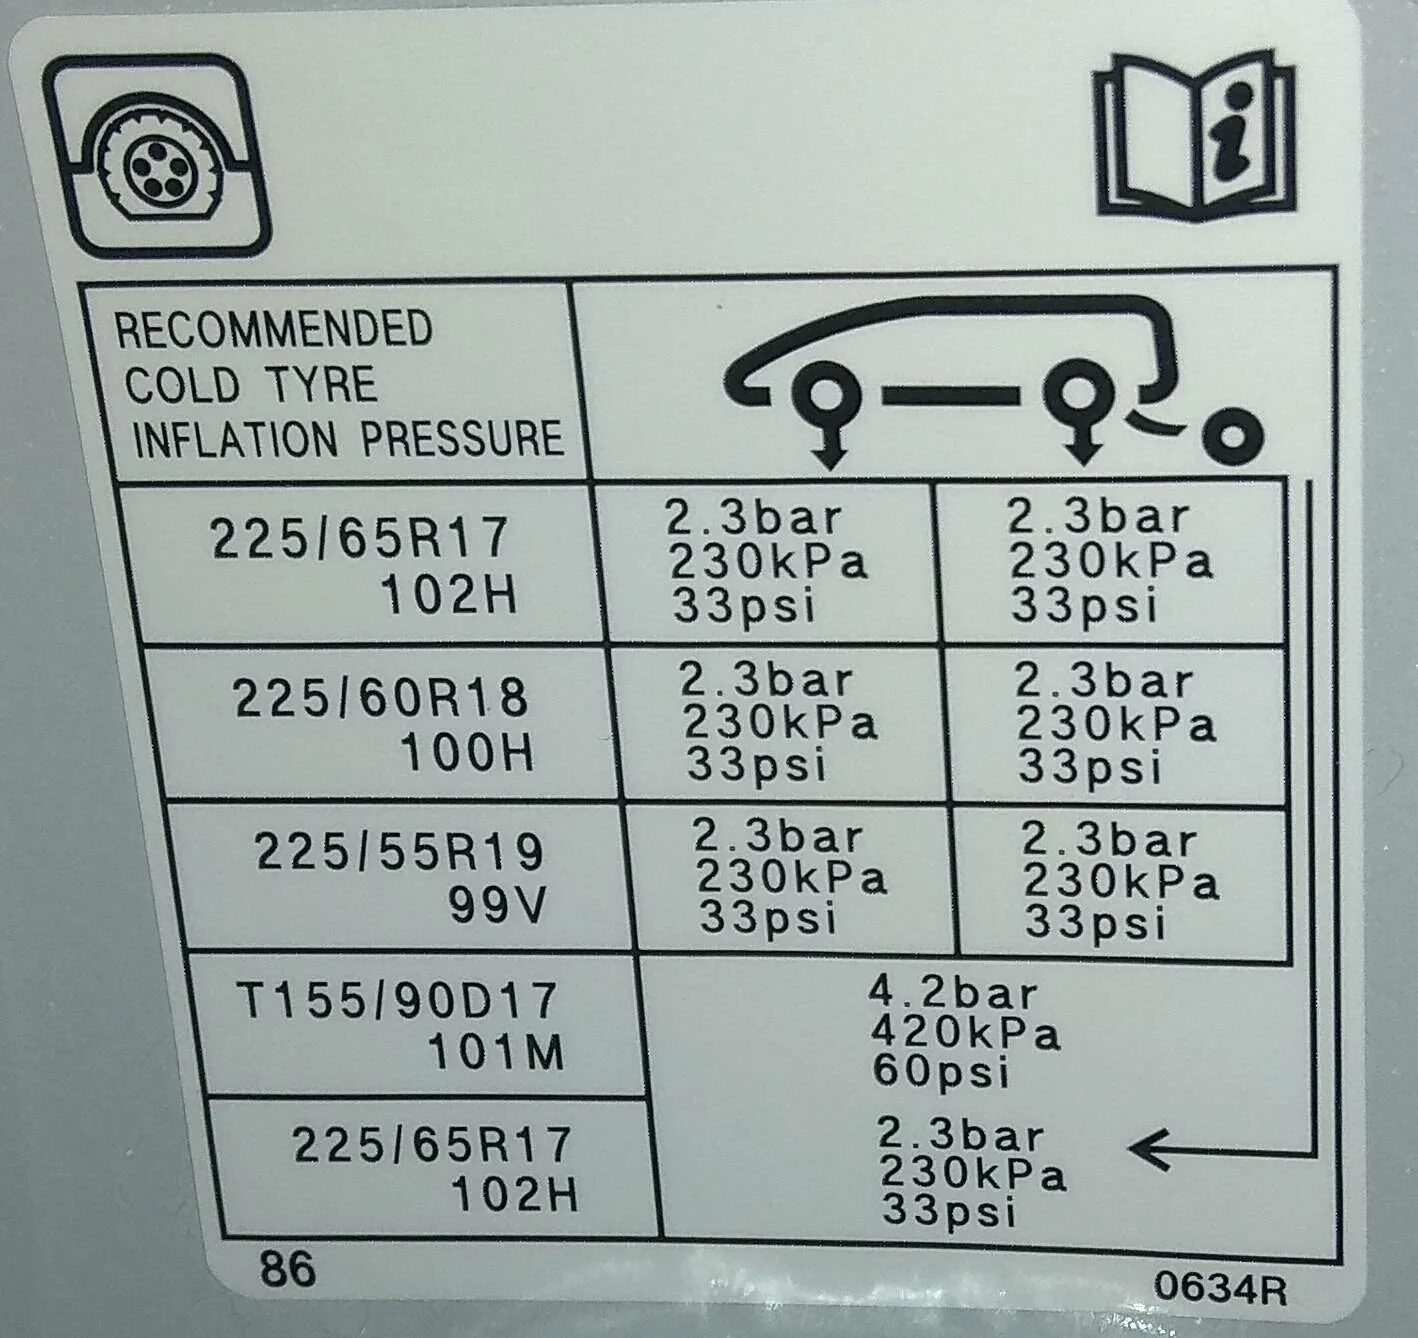 RECOMMENDED
COLD TYRE
INFLATION PRESSURE
225/65R17
102H
2.3bar
230kPa
33psi
2.3bar
230kPa
33psi
225/60R18
100H
2.3bar
230kPa
33psi
2.3bar
230kPa
33psi
225/55R19
99V
2.3bar
230kPa
33psi
2.3bar
230kPa
33psi
T155/90D17
101M
4.2bar
420kPa
60psi
225/65R17
102H
2.3bar
230kPa
33psi
86
0634R